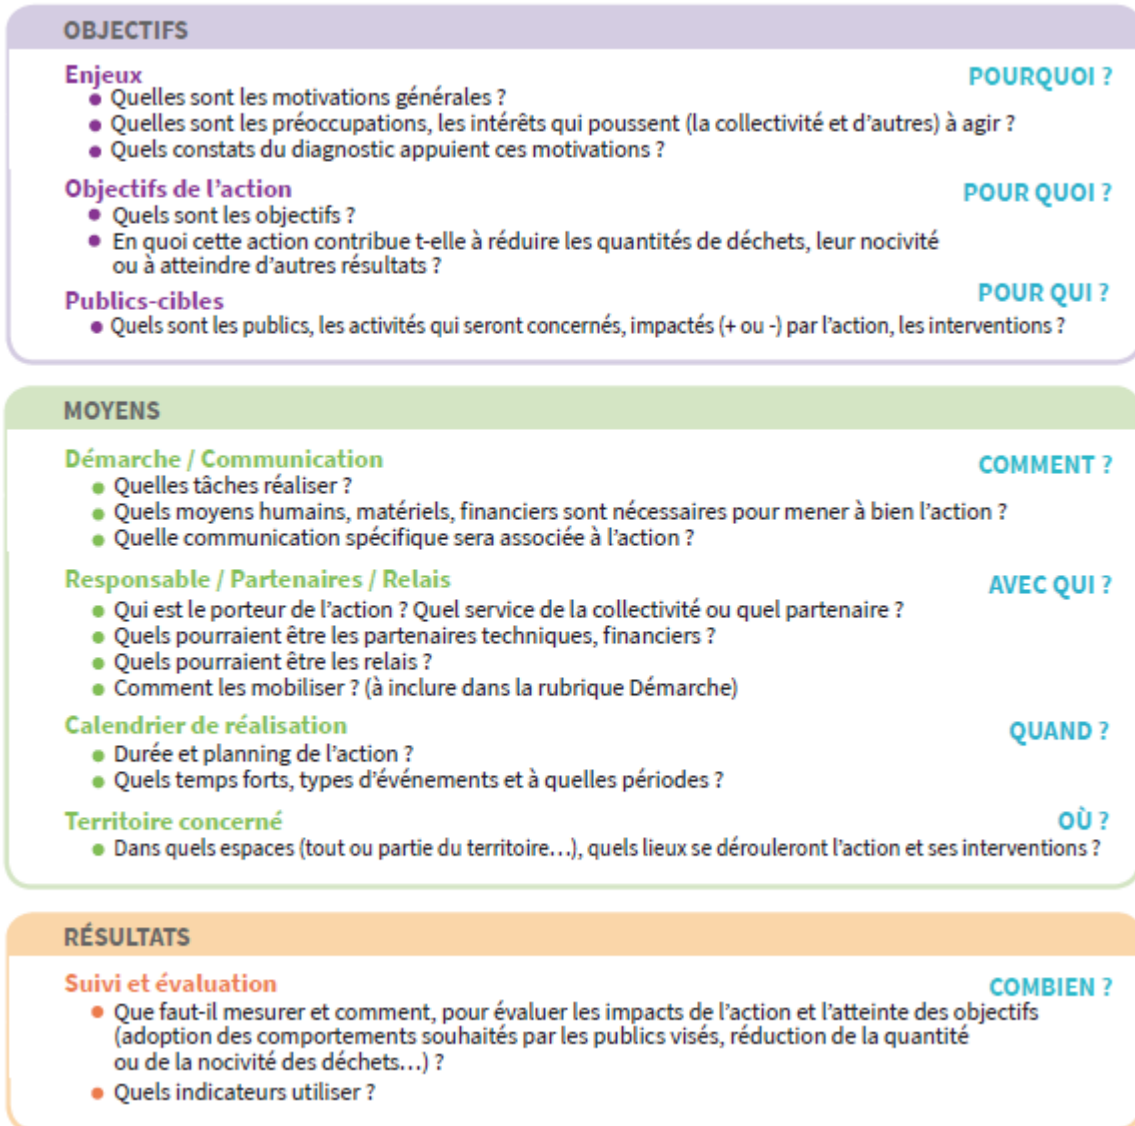 OBJECTIFS
Enjeux
POURQUOI ?
Quelles sont les motivations générales ?
Quelles sont les préoccupations, les intérêts qui poussent (la collectivité et d'autres) à agir ?
Quels constats du diagnostic appuient ces motivations ?
Objectifs de l'action
POUR QUOI ?
Quels sont les objectifs ?
En quoi cette action contribue t-elle à réduire les quantités de déchets, leur nocivité
ou à atteindre d'autres résultats ?
Publics-cibles
POUR QUI ?
Quels sont les publics, les activités qui seront concernés, impactés (+ ou -) par l'action, les interventions ?
MOYENS
Démarche / Communication
COMMENT ?
Quelles tâches réaliser ?
Quels moyens humains, matériels, financiers sont nécessaires pour mener à bien l'action ?
Quelle communication spécifique sera associée à l'action ?
Responsable / Partenaires / Relais
AVEC QUI ?
Qui est le porteur de l'action ? Quel service de la collectivité ou quel partenaire ?
Quels pourraient être les partenaires techniques, financiers ?
Quels pourraient être les relais ?
Comment les mobiliser ? (à inclure dans la rubrique Démarche)
Calendrier de réalisation
QUAND ?
Durée et planning de l'action ?
Quels temps forts, types d'événements et à quelles périodes ?
Territoire concerné
OÙ ?
Dans quels espaces (tout ou partie du territoire…), quels lieux se dérouleront l'action et ses interventions ?
RÉSULTATS
Suivi et évaluation
COMBIEN ?
Que faut-il mesurer et comment, pour évaluer les impacts de l'action et l'atteinte des objectifs
(adoption des comportements souhaités par les publics visés, réduction de la quantité
ou de la nocivité des déchets…) ?
Quels indicateurs utiliser ?